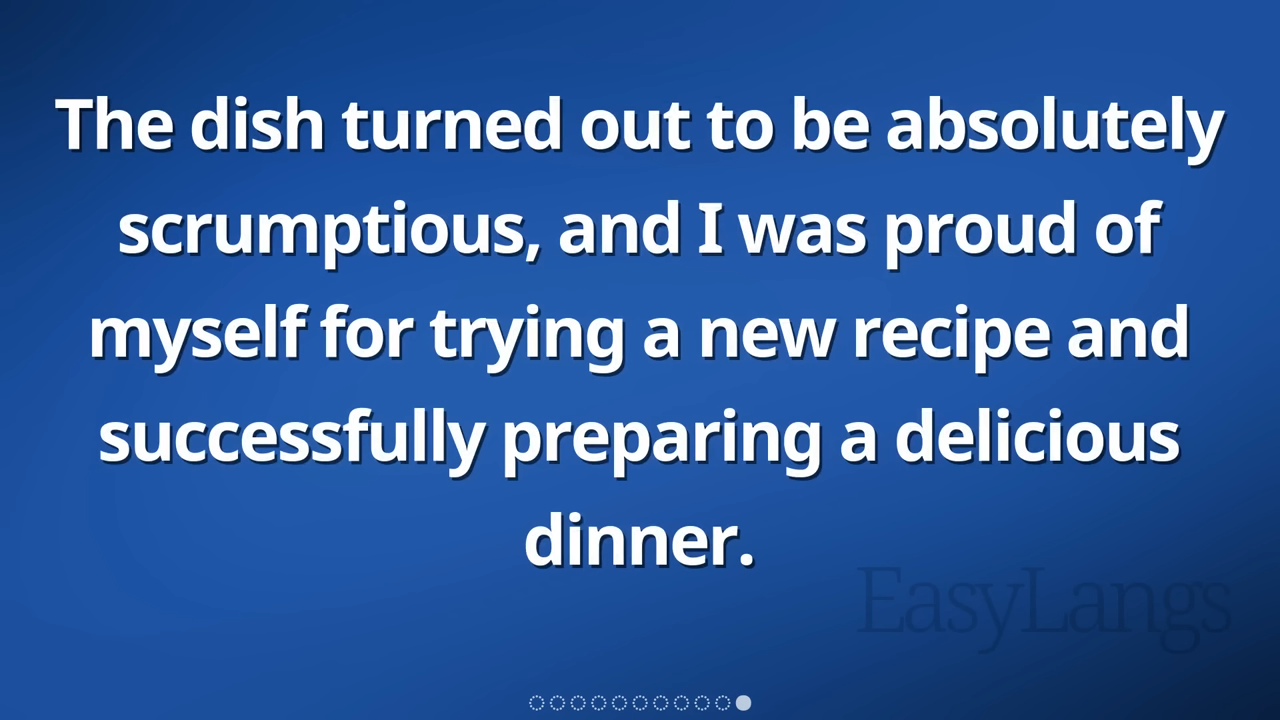 The dish turned out to be absolutely
scrumptious, and I was proud of
myself for trying a new recipe and
successfully preparing a delicious
dinner.
EasyLangs